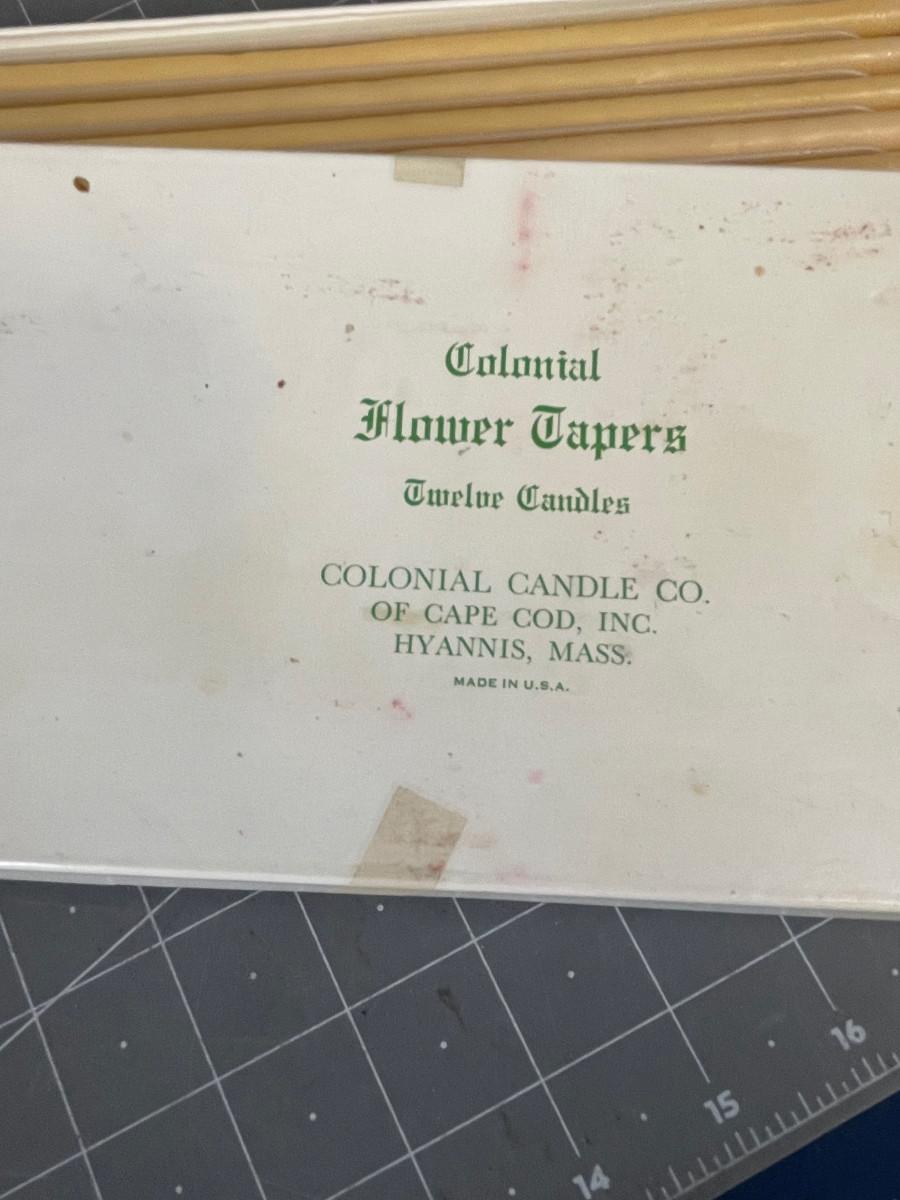 Colonial
Flower Tapers
Twelve Candles
COLONIAL CANDLE CO.
OF CAPE COD, INC.
HYANNIS, MASS.
MADE IN U.S.A.
16
15
14